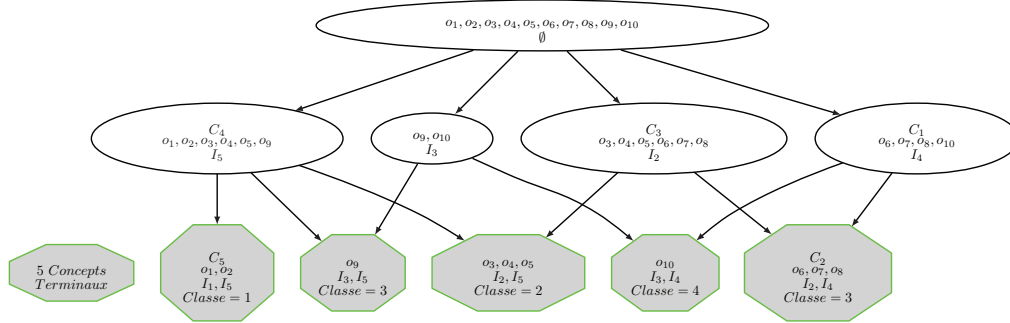 o1, o2, o3, o4, o5, o6, o7, o8, o9, o10
∅
C4
o1, o2, o3, o4, o5, o9
I5
o9, o10
I3
C3
o3, o4, o5, o6, o7, o8
I2
C1
o6, o7, o8, o10
I4
5 Concepts
Terminaux
C5
o1, o2
I1, I5
Classe = 1
o9
I3, I5
Classe = 3
o3, o4, o5
I2, I5
Classe = 2
o10
I3, I4
Classe = 4
C2
o6, o7, o8
I2, I4
Classe = 3